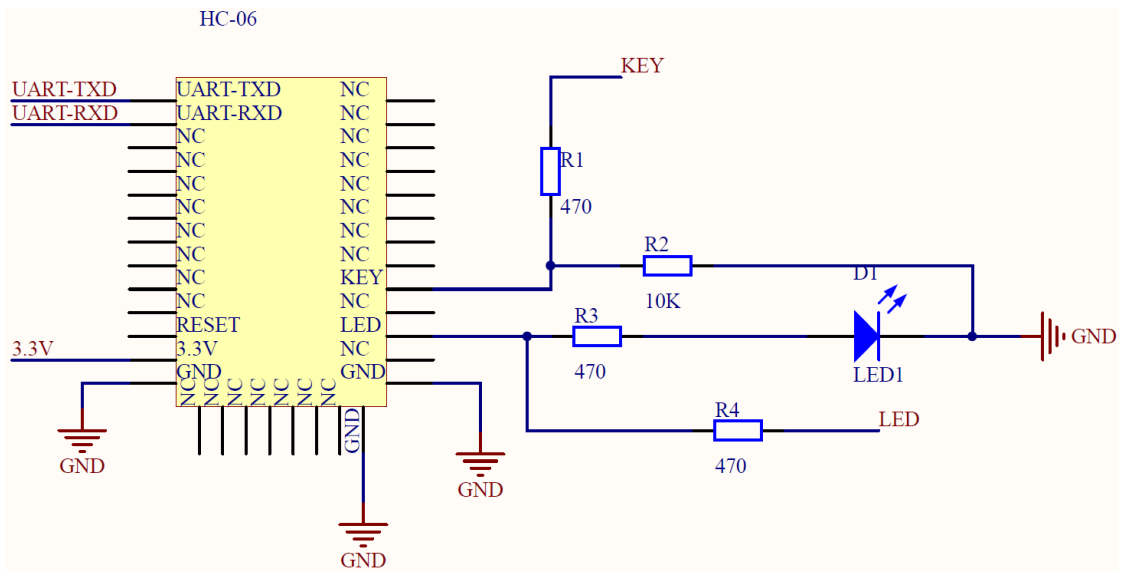 HC-06
KEY
UART-TXD UART-TXD NC
UART-RXD UART-RXD NC
NC NC
NC NC R1
NC NC
NC NC 470
NC NC
NC NC R2
NC KEY D1
NC NC 10K
RESET LED R3
3.3V 3.3V NC GND
GND GND 470 LED1
NC NC NC NC NC NC NC GND
R4 LED
GND 470
GND
GND